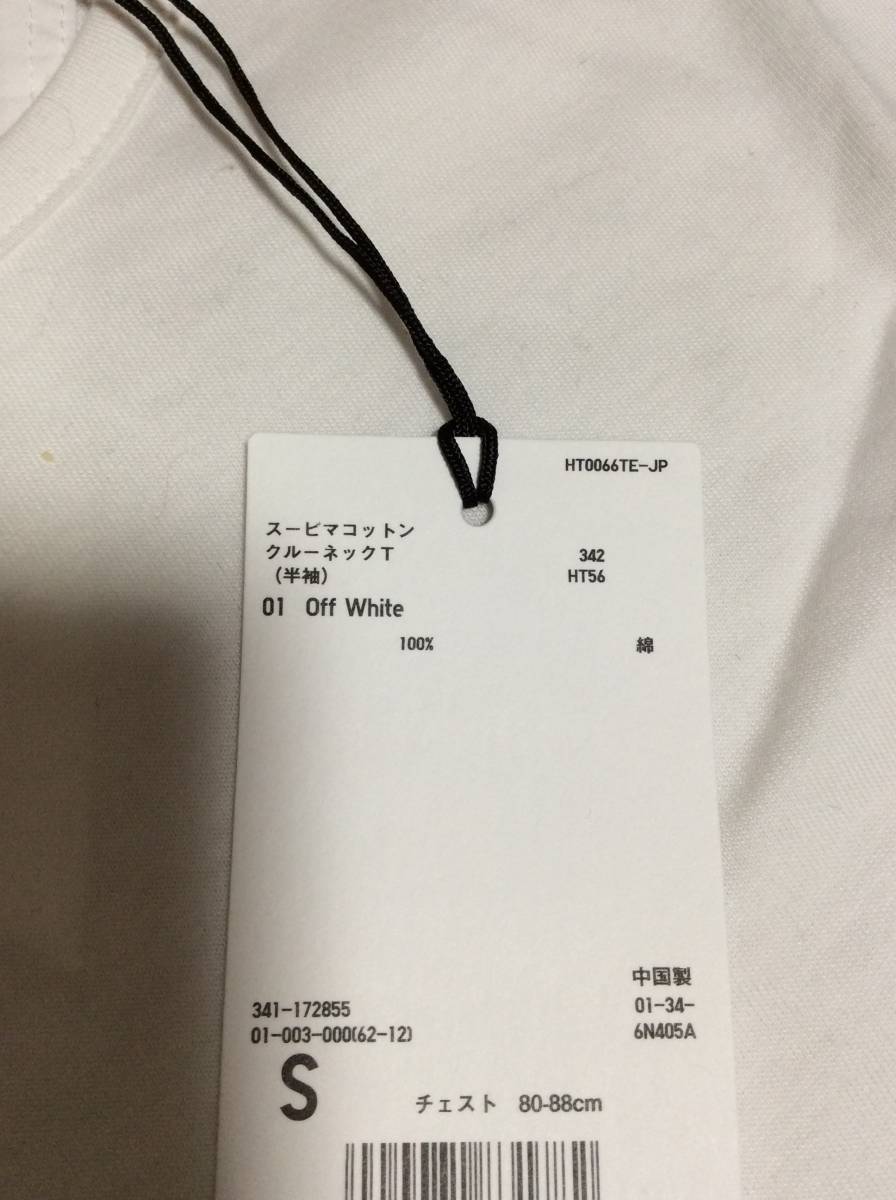 HT0066TE-JP
スーピマコットン
クルーネックT 342
（半袖） HT56
01 Off White
100% 綿
中国製
341-172855 01-34-
01-003-000(62-12) 6N405A
S チェスト 80-88cm